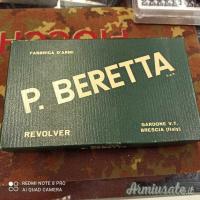 FABBRICA D'ARMI
P. BERETTA
S.p.A.
REVOLVER
GARDONE V.T.
BRESCIA (Italy)
REDMI NOTE 8 PRO
AI QUAD CAMERA
Armiusate.it